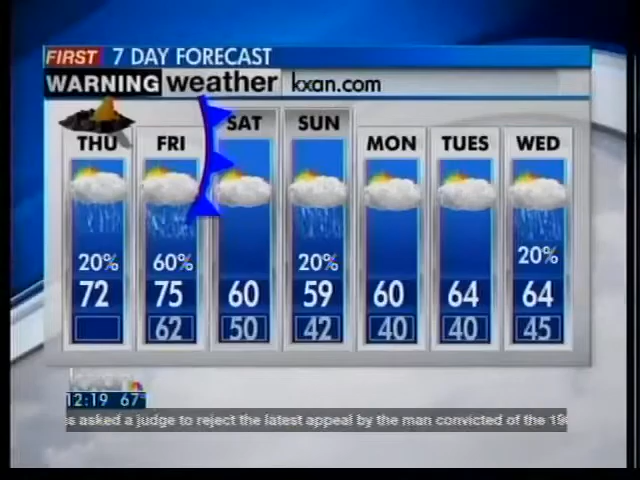 FIRST 7 DAY FORECAST
WARNING weather kxan.com
THU FRI SAT SUN MON TUES WED
20% 60% 20% 20%
72 75 60 59 60 64 64
62 50 42 40 40 45
kxan
12:19 67°
s asked a judge to reject the latest appeal by the man convicted of the 19